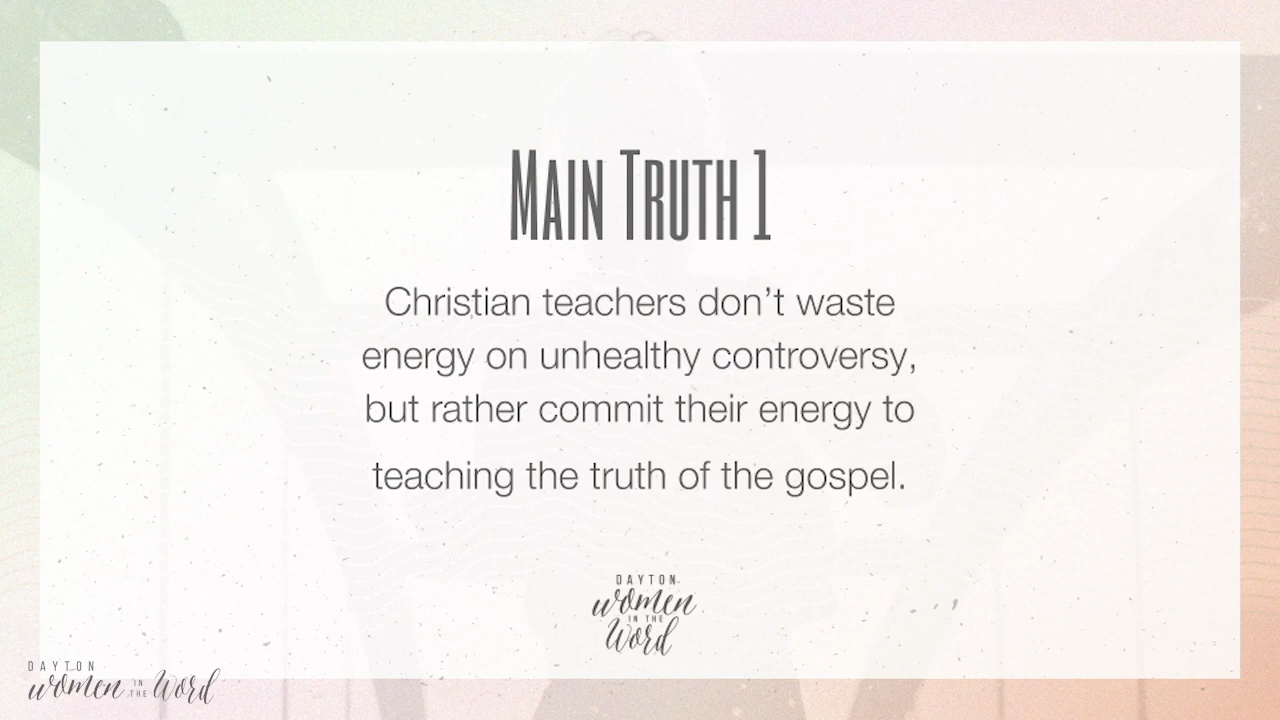 Main Truth 1
Christian teachers don't waste
energy on unhealthy controversy,
but rather commit their energy to
teaching the truth of the gospel.
DAYTON
women
IN THE
Word
DAYTON
women IN THE Word